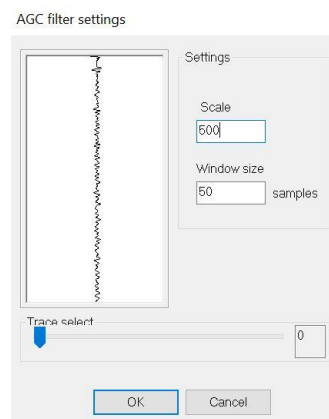 AGC filter settings
Settings
Scale
500
Window size
50 samples
Trace select
0
OK Cancel